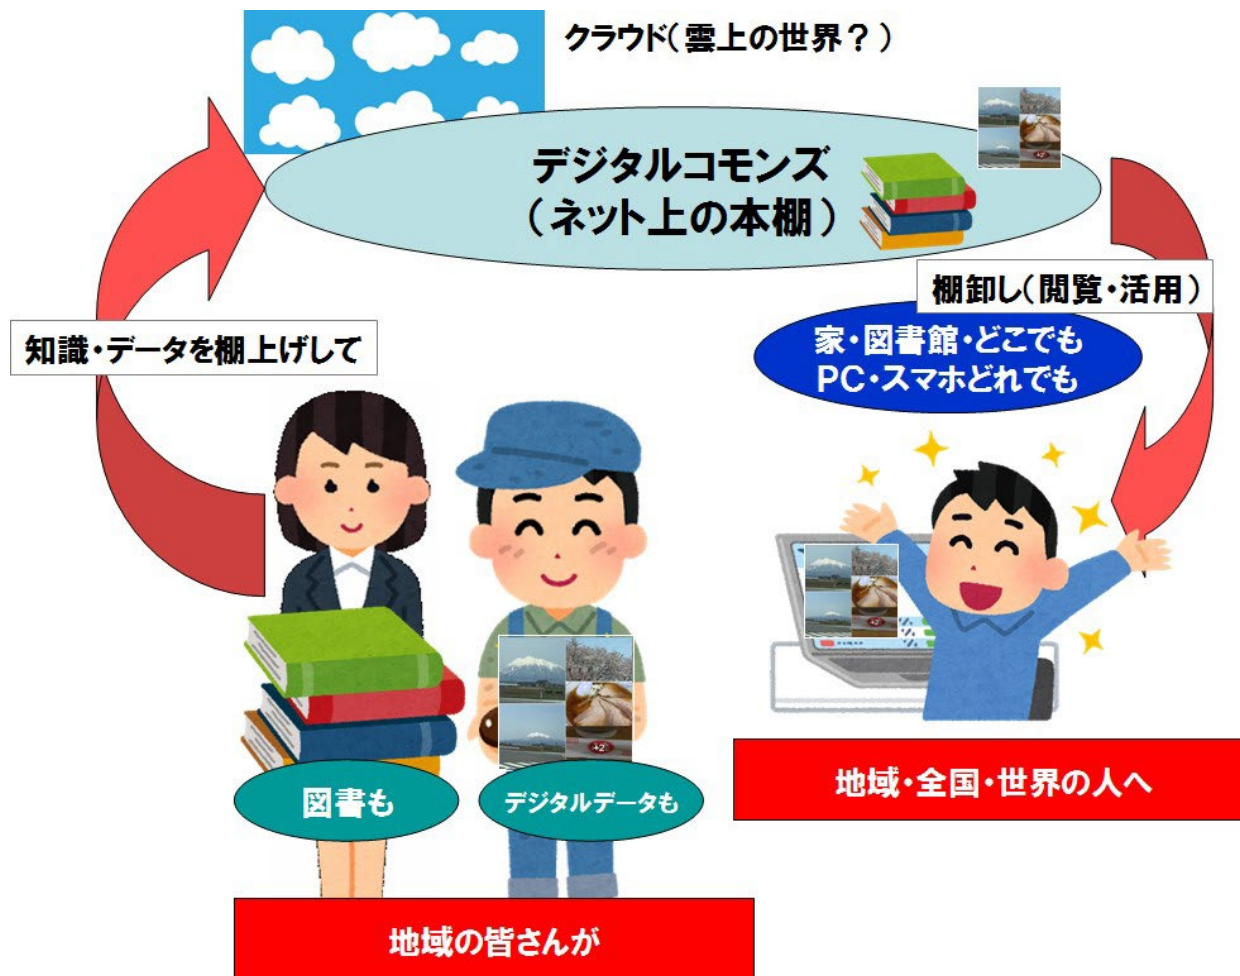 クラウド(雲上の世界？)
デジタルコモンズ
(ネット上の本棚)
棚卸し(閲覧・活用)
知識・データを棚上げして
家・図書館・どこでも
PC・スマホどれでも
図書も
デジタルデータも
地域・全国・世界の人へ
地域の皆さんが